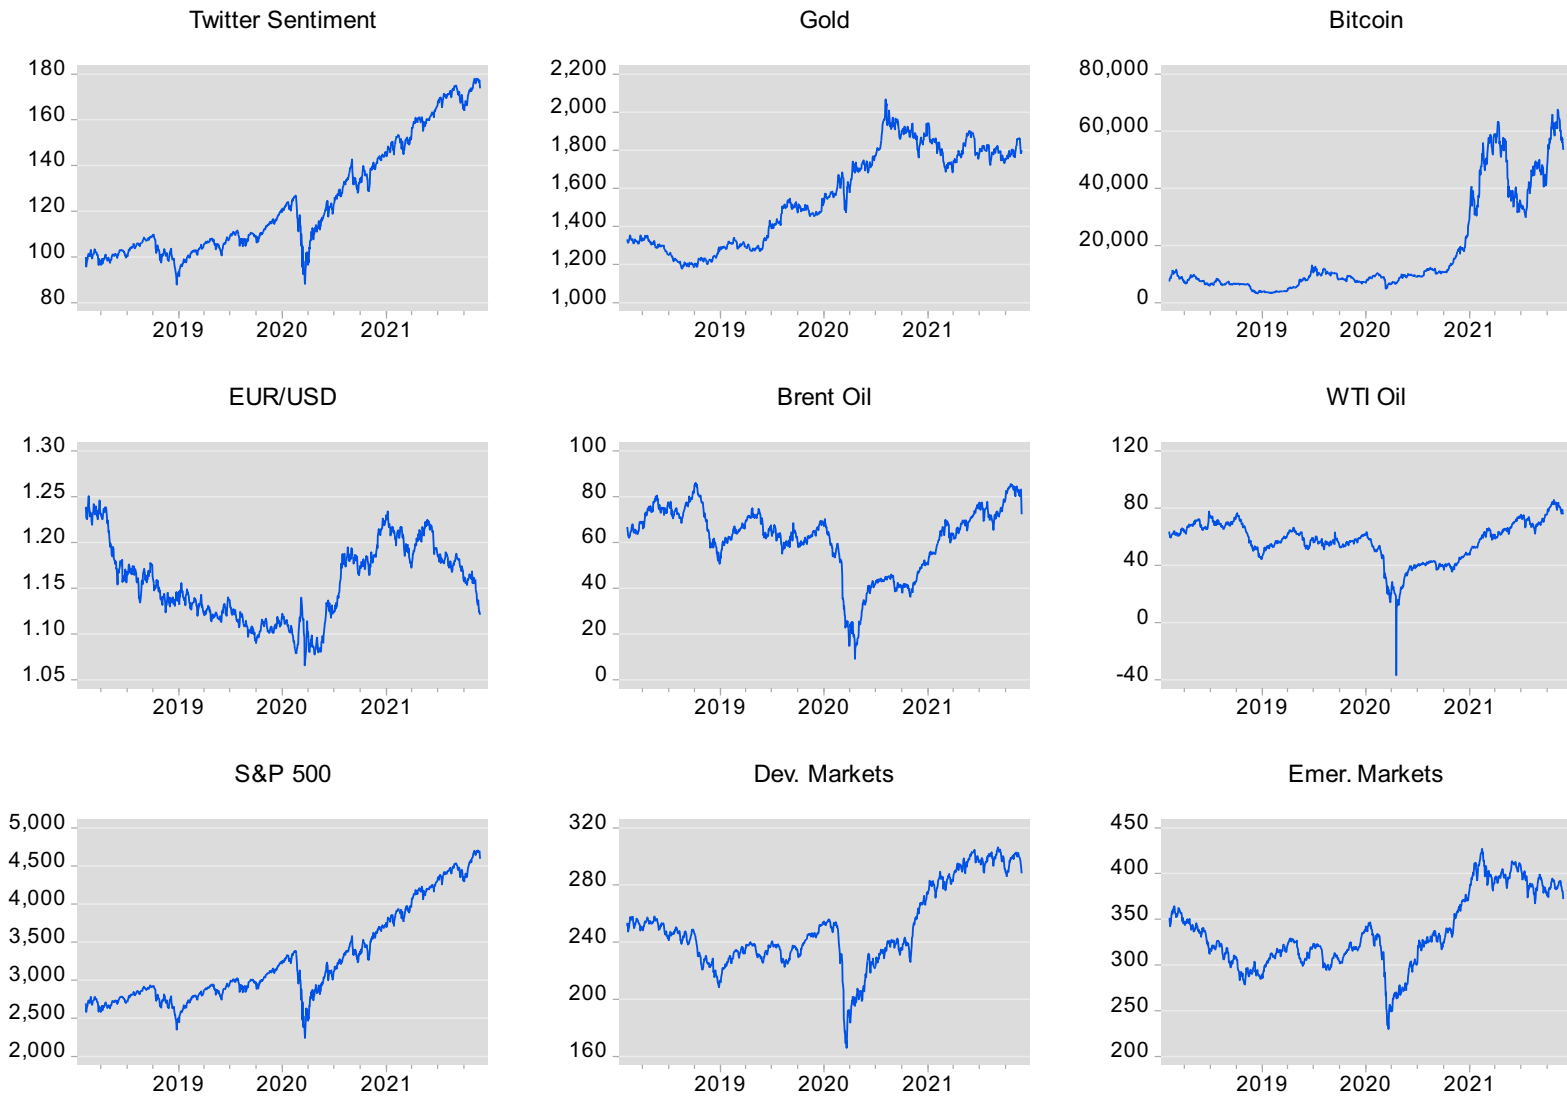 Twitter Sentiment
Gold
Bitcoin
180
160
140
120
100
80
2019 2020 2021
2,200
2,000
1,800
1,600
1,400
1,200
1,000
2019 2020 2021
80,000
60,000
40,000
20,000
0
2019 2020 2021
EUR/USD
Brent Oil
WTI Oil
1.30
1.25
1.20
1.15
1.10
1.05
2019 2020 2021
100
80
60
40
20
0
2019 2020 2021
120
80
40
0
-40
2019 2020 2021
S&P 500
Dev. Markets
Emer. Markets
5,000
4,500
4,000
3,500
3,000
2,500
2,000
2019 2020 2021
320
280
240
200
160
2019 2020 2021
450
400
350
300
250
200
2019 2020 2021